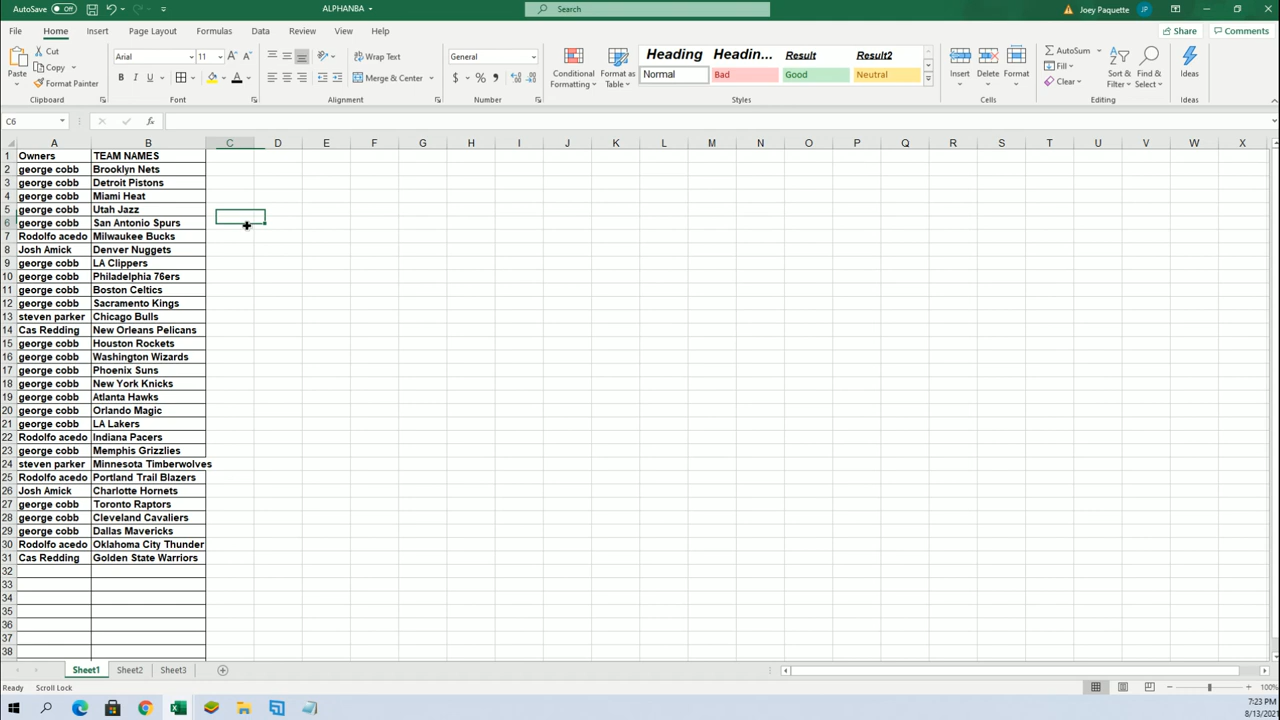 AutoSave Off ALPHANBA Search Joey Paquette JP
File Home Insert Page Layout Formulas Data Review View Help Share Comments
Paste Cut Copy Format Painter Clipboard
Arial 11 B I U Font
Wrap Text Merge & Center Alignment
General $ % Number
Conditional Formatting Format as Table
Heading Headin... Result Result2
Normal Bad Good Neutral
Styles
Insert Delete Format Cells
AutoSum Fill Clear Sort & Filter Find & Select Editing
Ideas Ideas
C6 fx
A B C D E F G H I J K L M N O P Q R S T U V W X
1 Owners TEAM NAMES
2 george cobb Brooklyn Nets
3 george cobb Detroit Pistons
4 george cobb Miami Heat
5 george cobb Utah Jazz
6 george cobb San Antonio Spurs
7 Rodolfo acedo Milwaukee Bucks
8 Josh Amick Denver Nuggets
9 george cobb LA Clippers
10 george cobb Philadelphia 76ers
11 george cobb Boston Celtics
12 george cobb Sacramento Kings
13 steven parker Chicago Bulls
14 Cas Redding New Orleans Pelicans
15 george cobb Houston Rockets
16 george cobb Washington Wizards
17 george cobb Phoenix Suns
18 george cobb New York Knicks
19 george cobb Atlanta Hawks
20 george cobb Orlando Magic
21 george cobb LA Lakers
22 Rodolfo acedo Indiana Pacers
23 george cobb Memphis Grizzlies
24 steven parker Minnesota Timberwolves
25 Rodolfo acedo Portland Trail Blazers
26 Josh Amick Charlotte Hornets
27 george cobb Toronto Raptors
28 george cobb Cleveland Cavaliers
29 george cobb Dallas Mavericks
30 Rodolfo acedo Oklahoma City Thunder
31 Cas Redding Golden State Warriors
32
33
34
35
36
37
38
Sheet1 Sheet2 Sheet3
Ready Scroll Lock 100%
7:23 PM